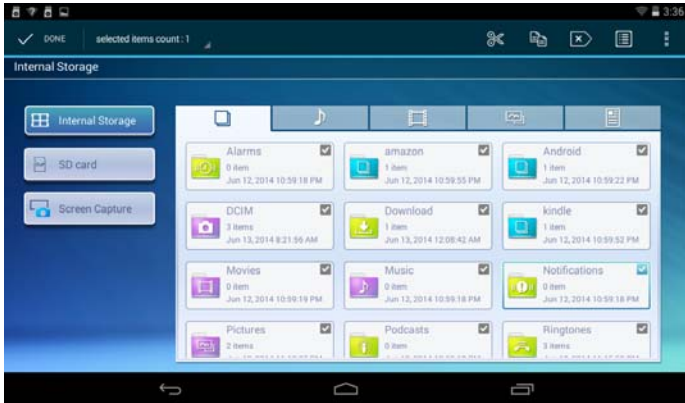 3:36
DONE
selected items count : 1
Internal Storage
Internal Storage
SD card
Screen Capture
Alarms
0 item
Jun 12, 2014 10:59:18 PM
amazon
1 item
Jun 12, 2014 10:59:55 PM
Android
1 item
Jun 12, 2014 10:59:22 PM
DCIM
3 items
Jun 13, 2014 8:21:56 AM
Download
1 item
Jun 13, 2014 12:08:42 AM
kindle
1 item
Jun 12, 2014 10:59:52 PM
Movies
0 item
Jun 12, 2014 10:59:19 PM
Music
0 item
Jun 12, 2014 10:59:18 PM
Notifications
0 item
Jun 12, 2014 10:59:18 PM
Pictures
2 items
Podcasts
0 item
Ringtones
3 items